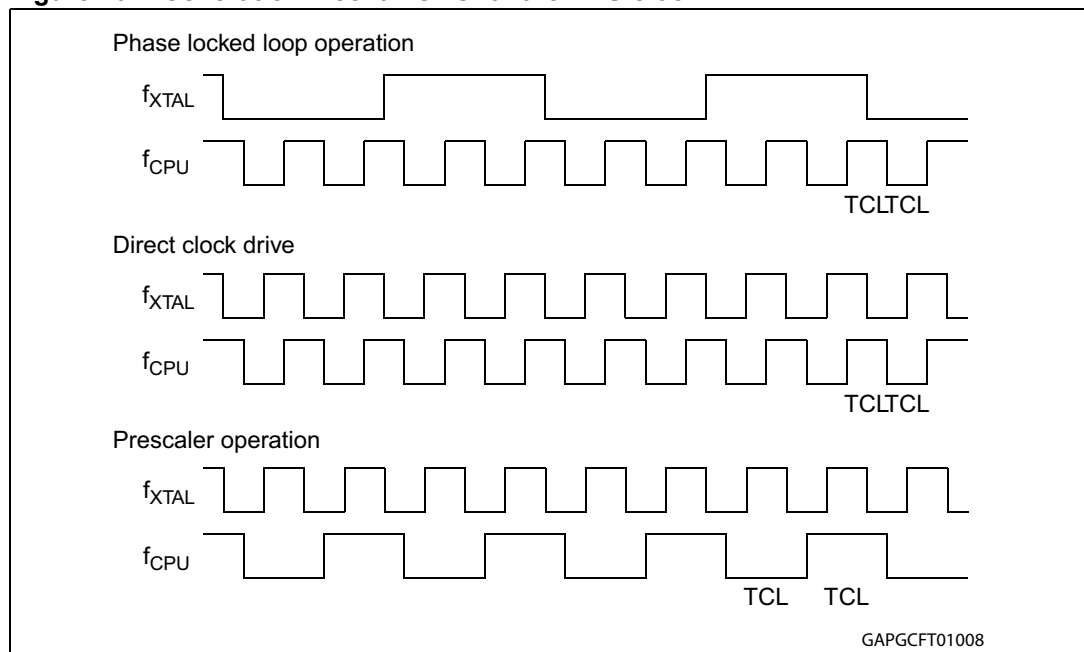 Phase locked loop operation
fXTAL
fCPU
TCLTCL
Direct clock drive
fXTAL
fCPU
TCLTCL
Prescaler operation
fXTAL
fCPU
TCL TCL
GAPGCFT01008